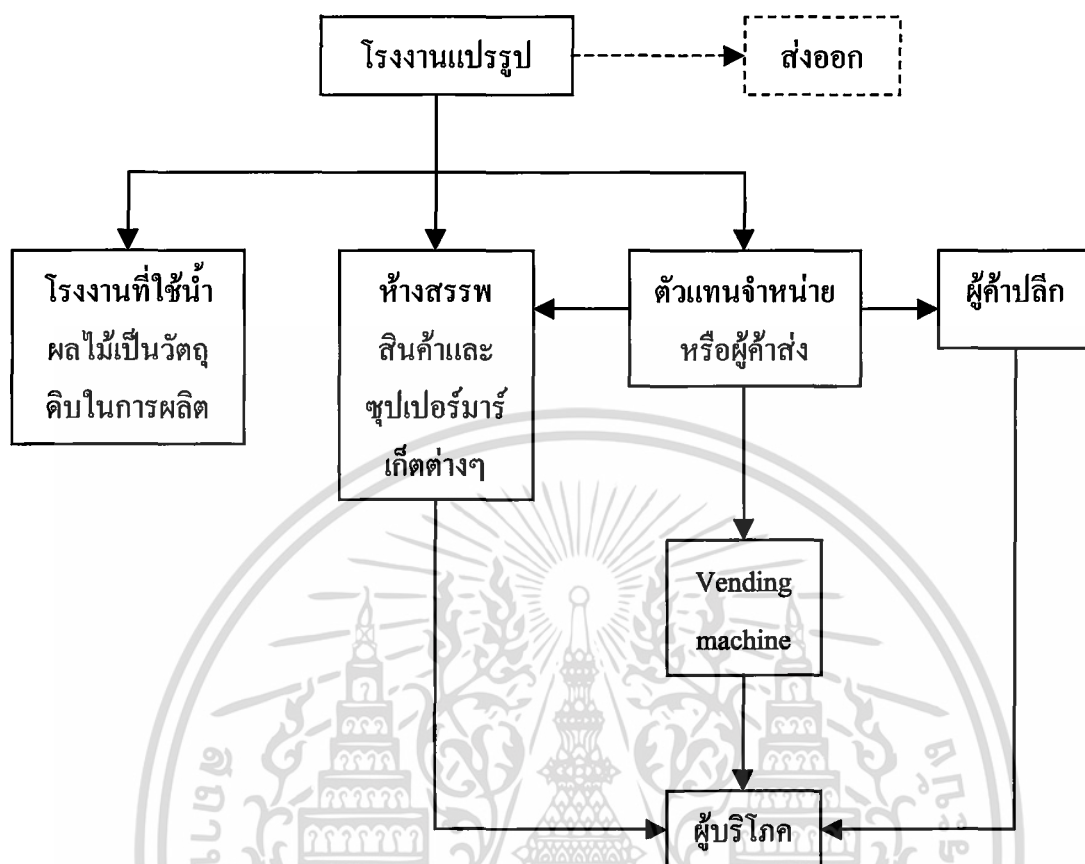 โรงงานแปรรูป
ส่งออก
โรงงานที่ใช้น้ำ
ผลไม้เป็นวัตถุ
ดิบในการผลิต
ห้างสรรพ
สินค้าและ
ซุปเปอร์มาร์
เก็ตต่างๆ
ตัวแทนจำหน่าย
หรือผู้ค้าส่ง
ผู้ค้าปลีก
Vending
machine
ผู้บริโภค